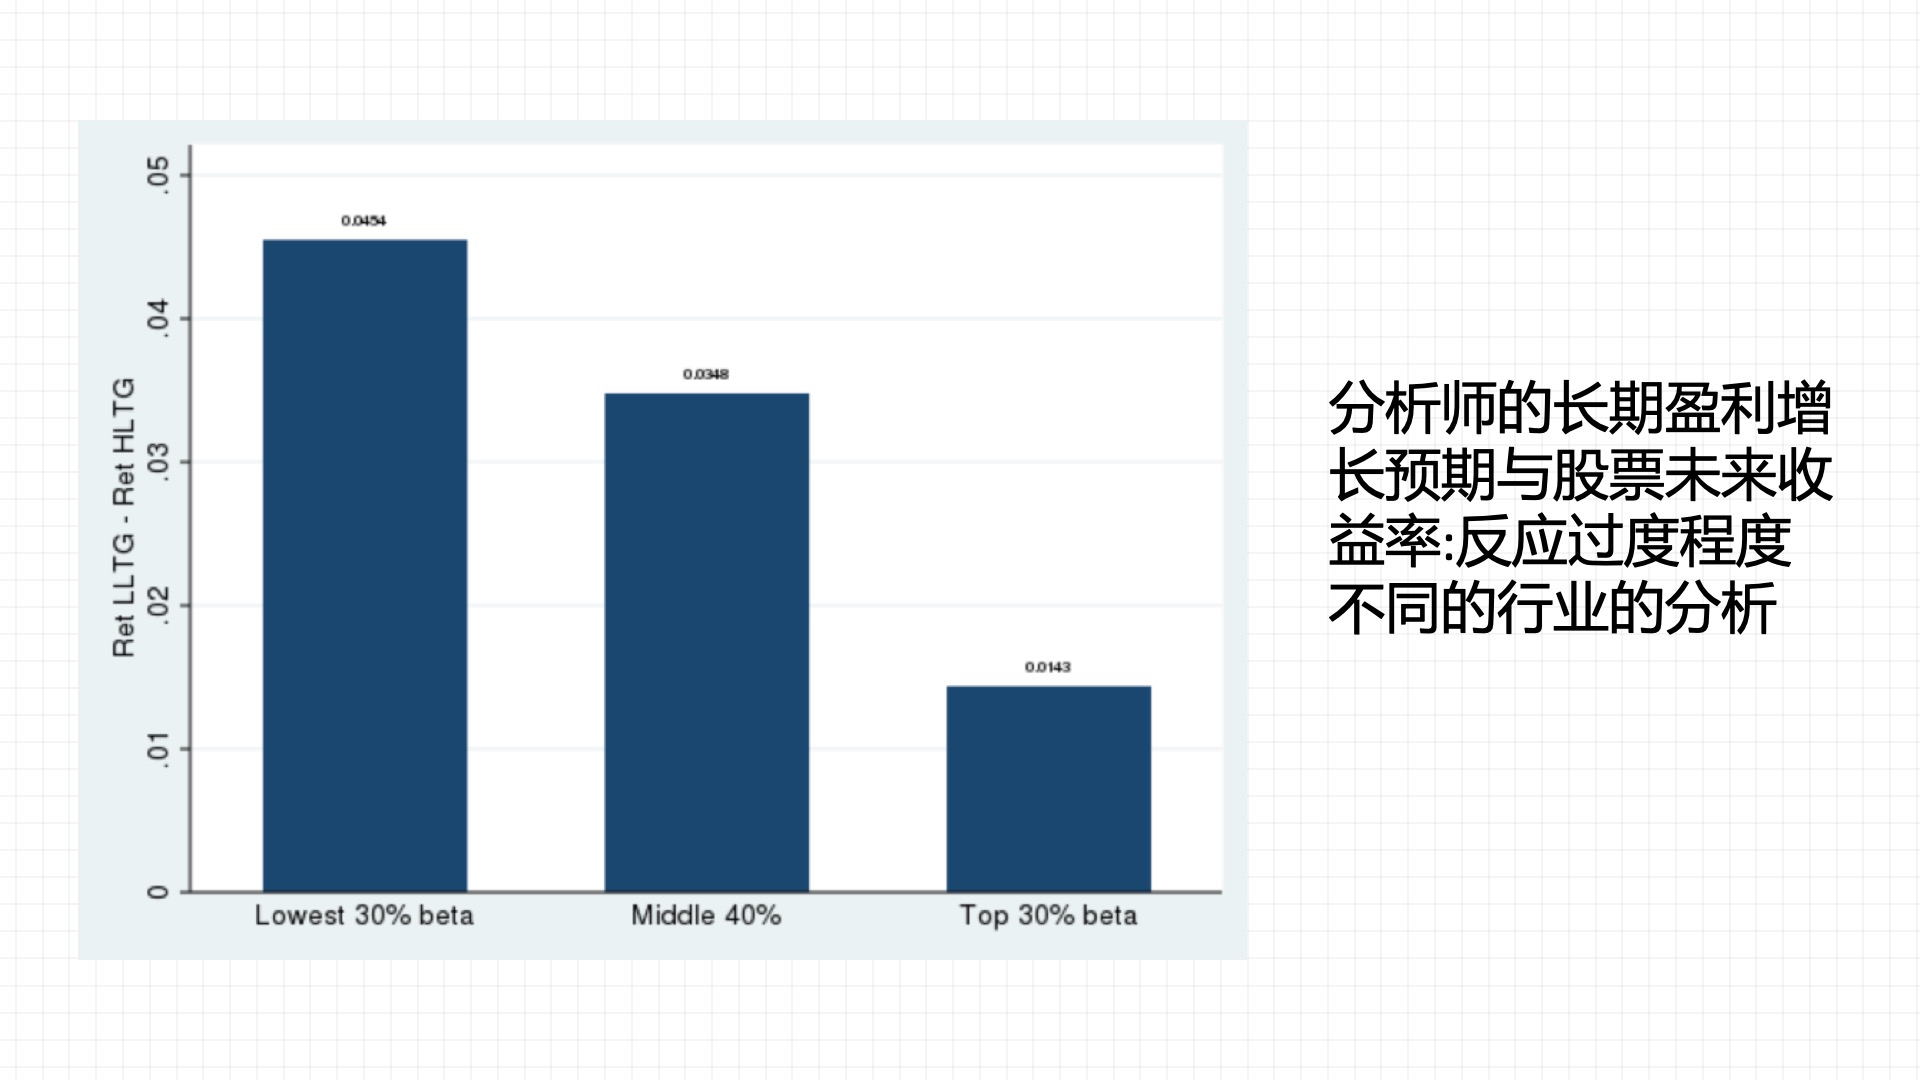 .05
.04
.03
.02
.01
0
Ret LLTG - Ret HLTG
0.0454
0.0348
0.0143
Lowest 30% beta
Middle 40%
Top 30% beta
分析师的长期盈利增
长预期与股票未来收
益率:反应过度程度
不同的行业的分析